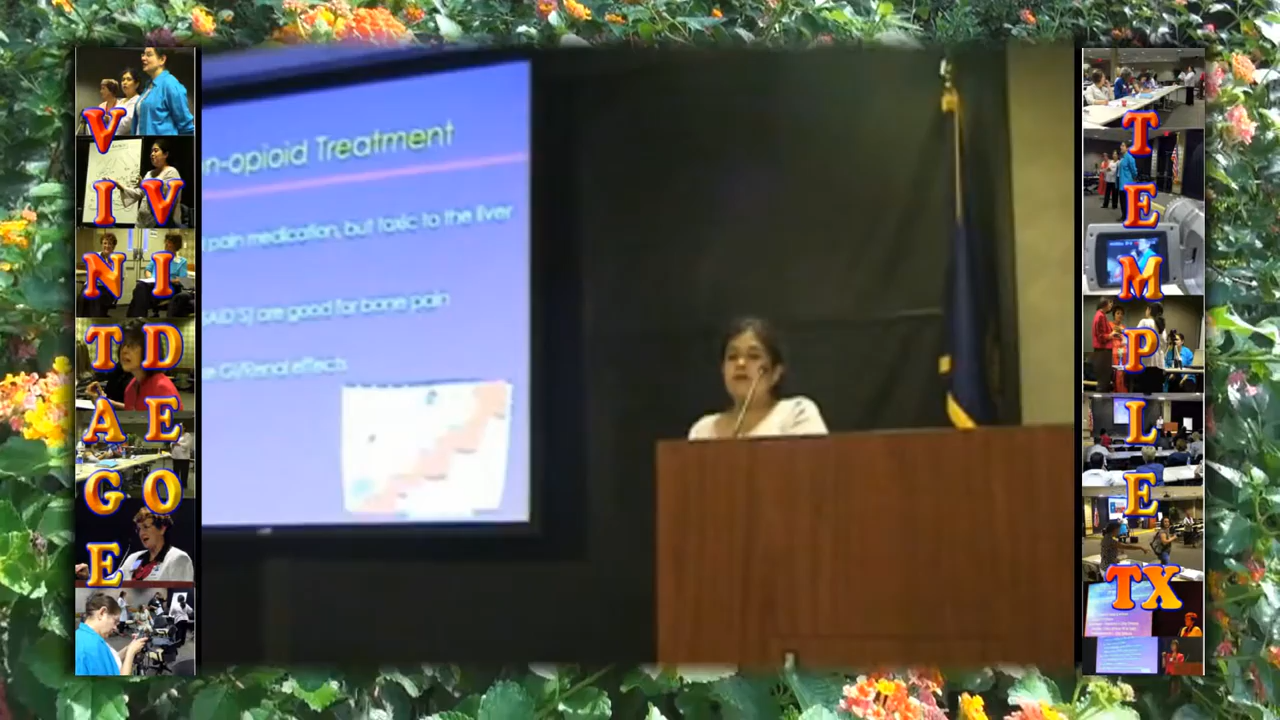 VINTAGE
VIDEO
n-opioid Treatment
pain medication, but toxic to the liver
AID'S) are good for bone pain
GI/Renal effects
TEMPLE
TX